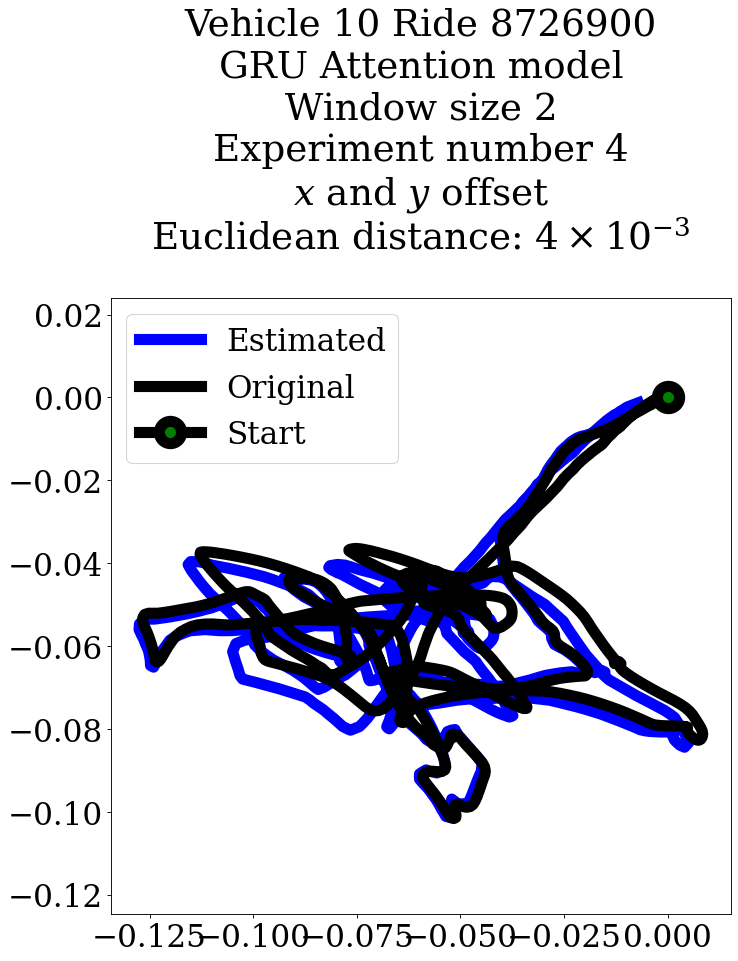 Vehicle 10 Ride 8726900
GRU Attention model
Window size 2
Experiment number 4
x and y offset
Euclidean distance: 4 × 10⁻³
Estimated
Original
Start
0.02
0.00
−0.02
−0.04
−0.06
−0.08
−0.10
−0.12
−0.125 −0.100 −0.075 −0.050 −0.025 0.000